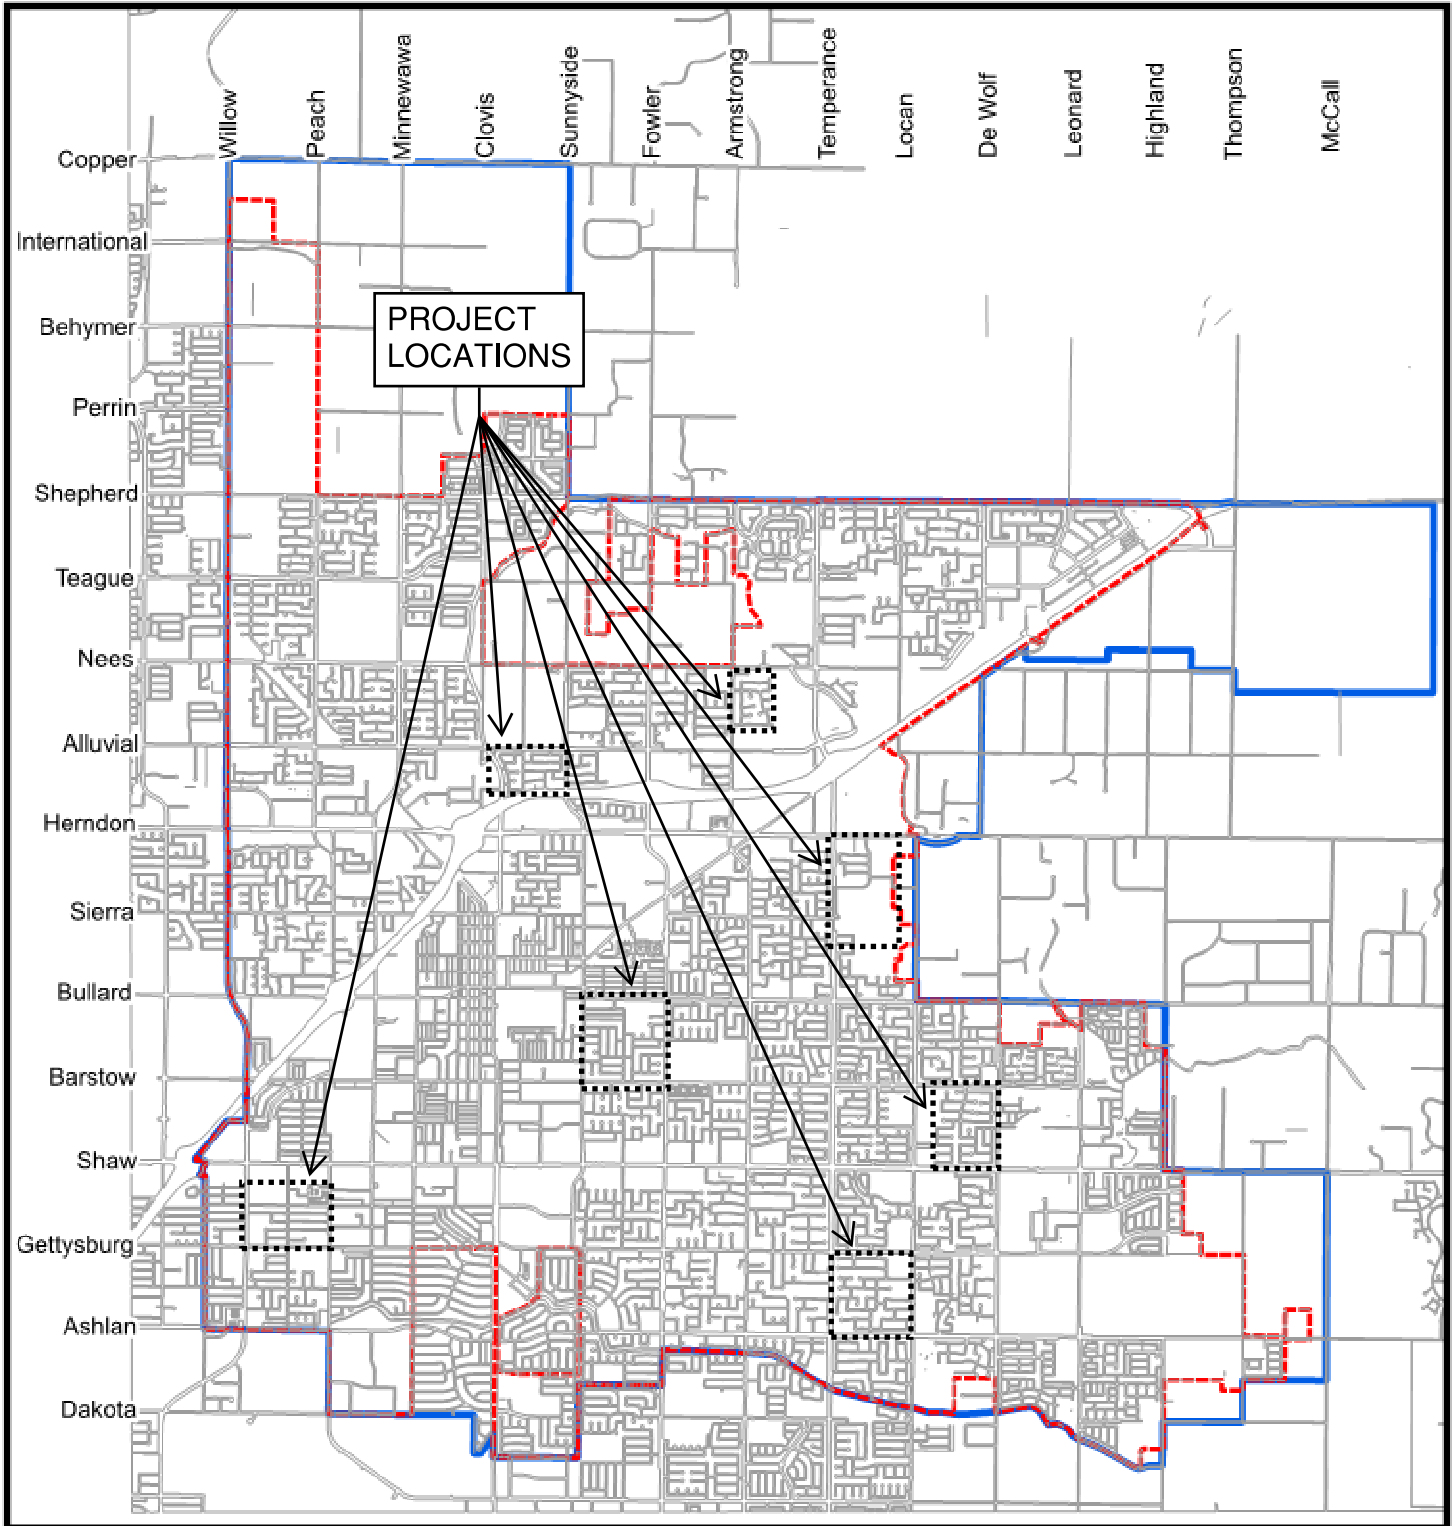 Willow
Peach
Minnewawa
Clovis
Sunnyside
Fowler
Armstrong
Temperance
Locan
De Wolf
Leonard
Highland
Thompson
McCall
Copper
International
Behymer
Perrin
Shepherd
Teague
Nees
Alluvial
Herndon
Sierra
Bullard
Barstow
Shaw
Gettysburg
Ashlan
Dakota
PROJECT
LOCATIONS